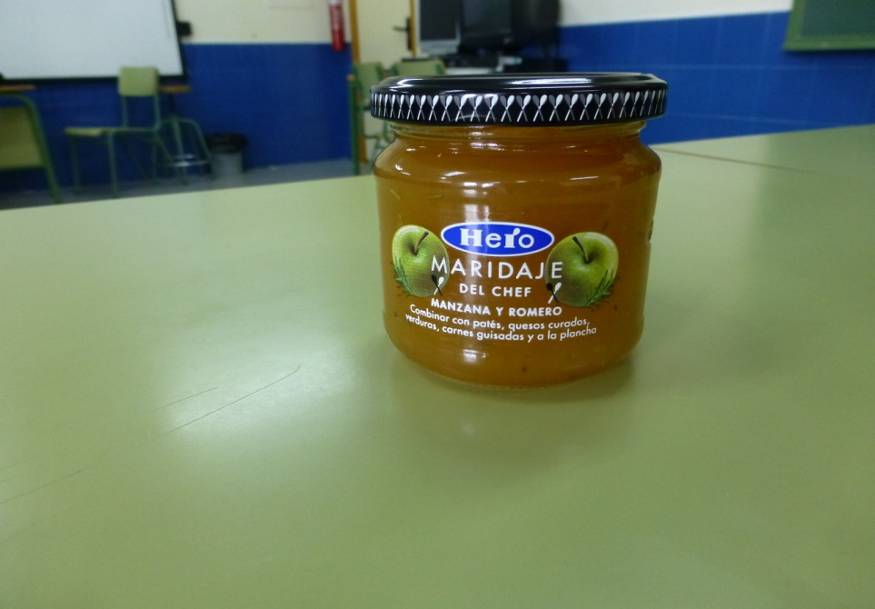 Hero
MARIDAJE
DEL CHEF
MANZANA Y ROMERO
Combinar con patés, quesos curados,
verduras, carnes guisadas y a la plancha